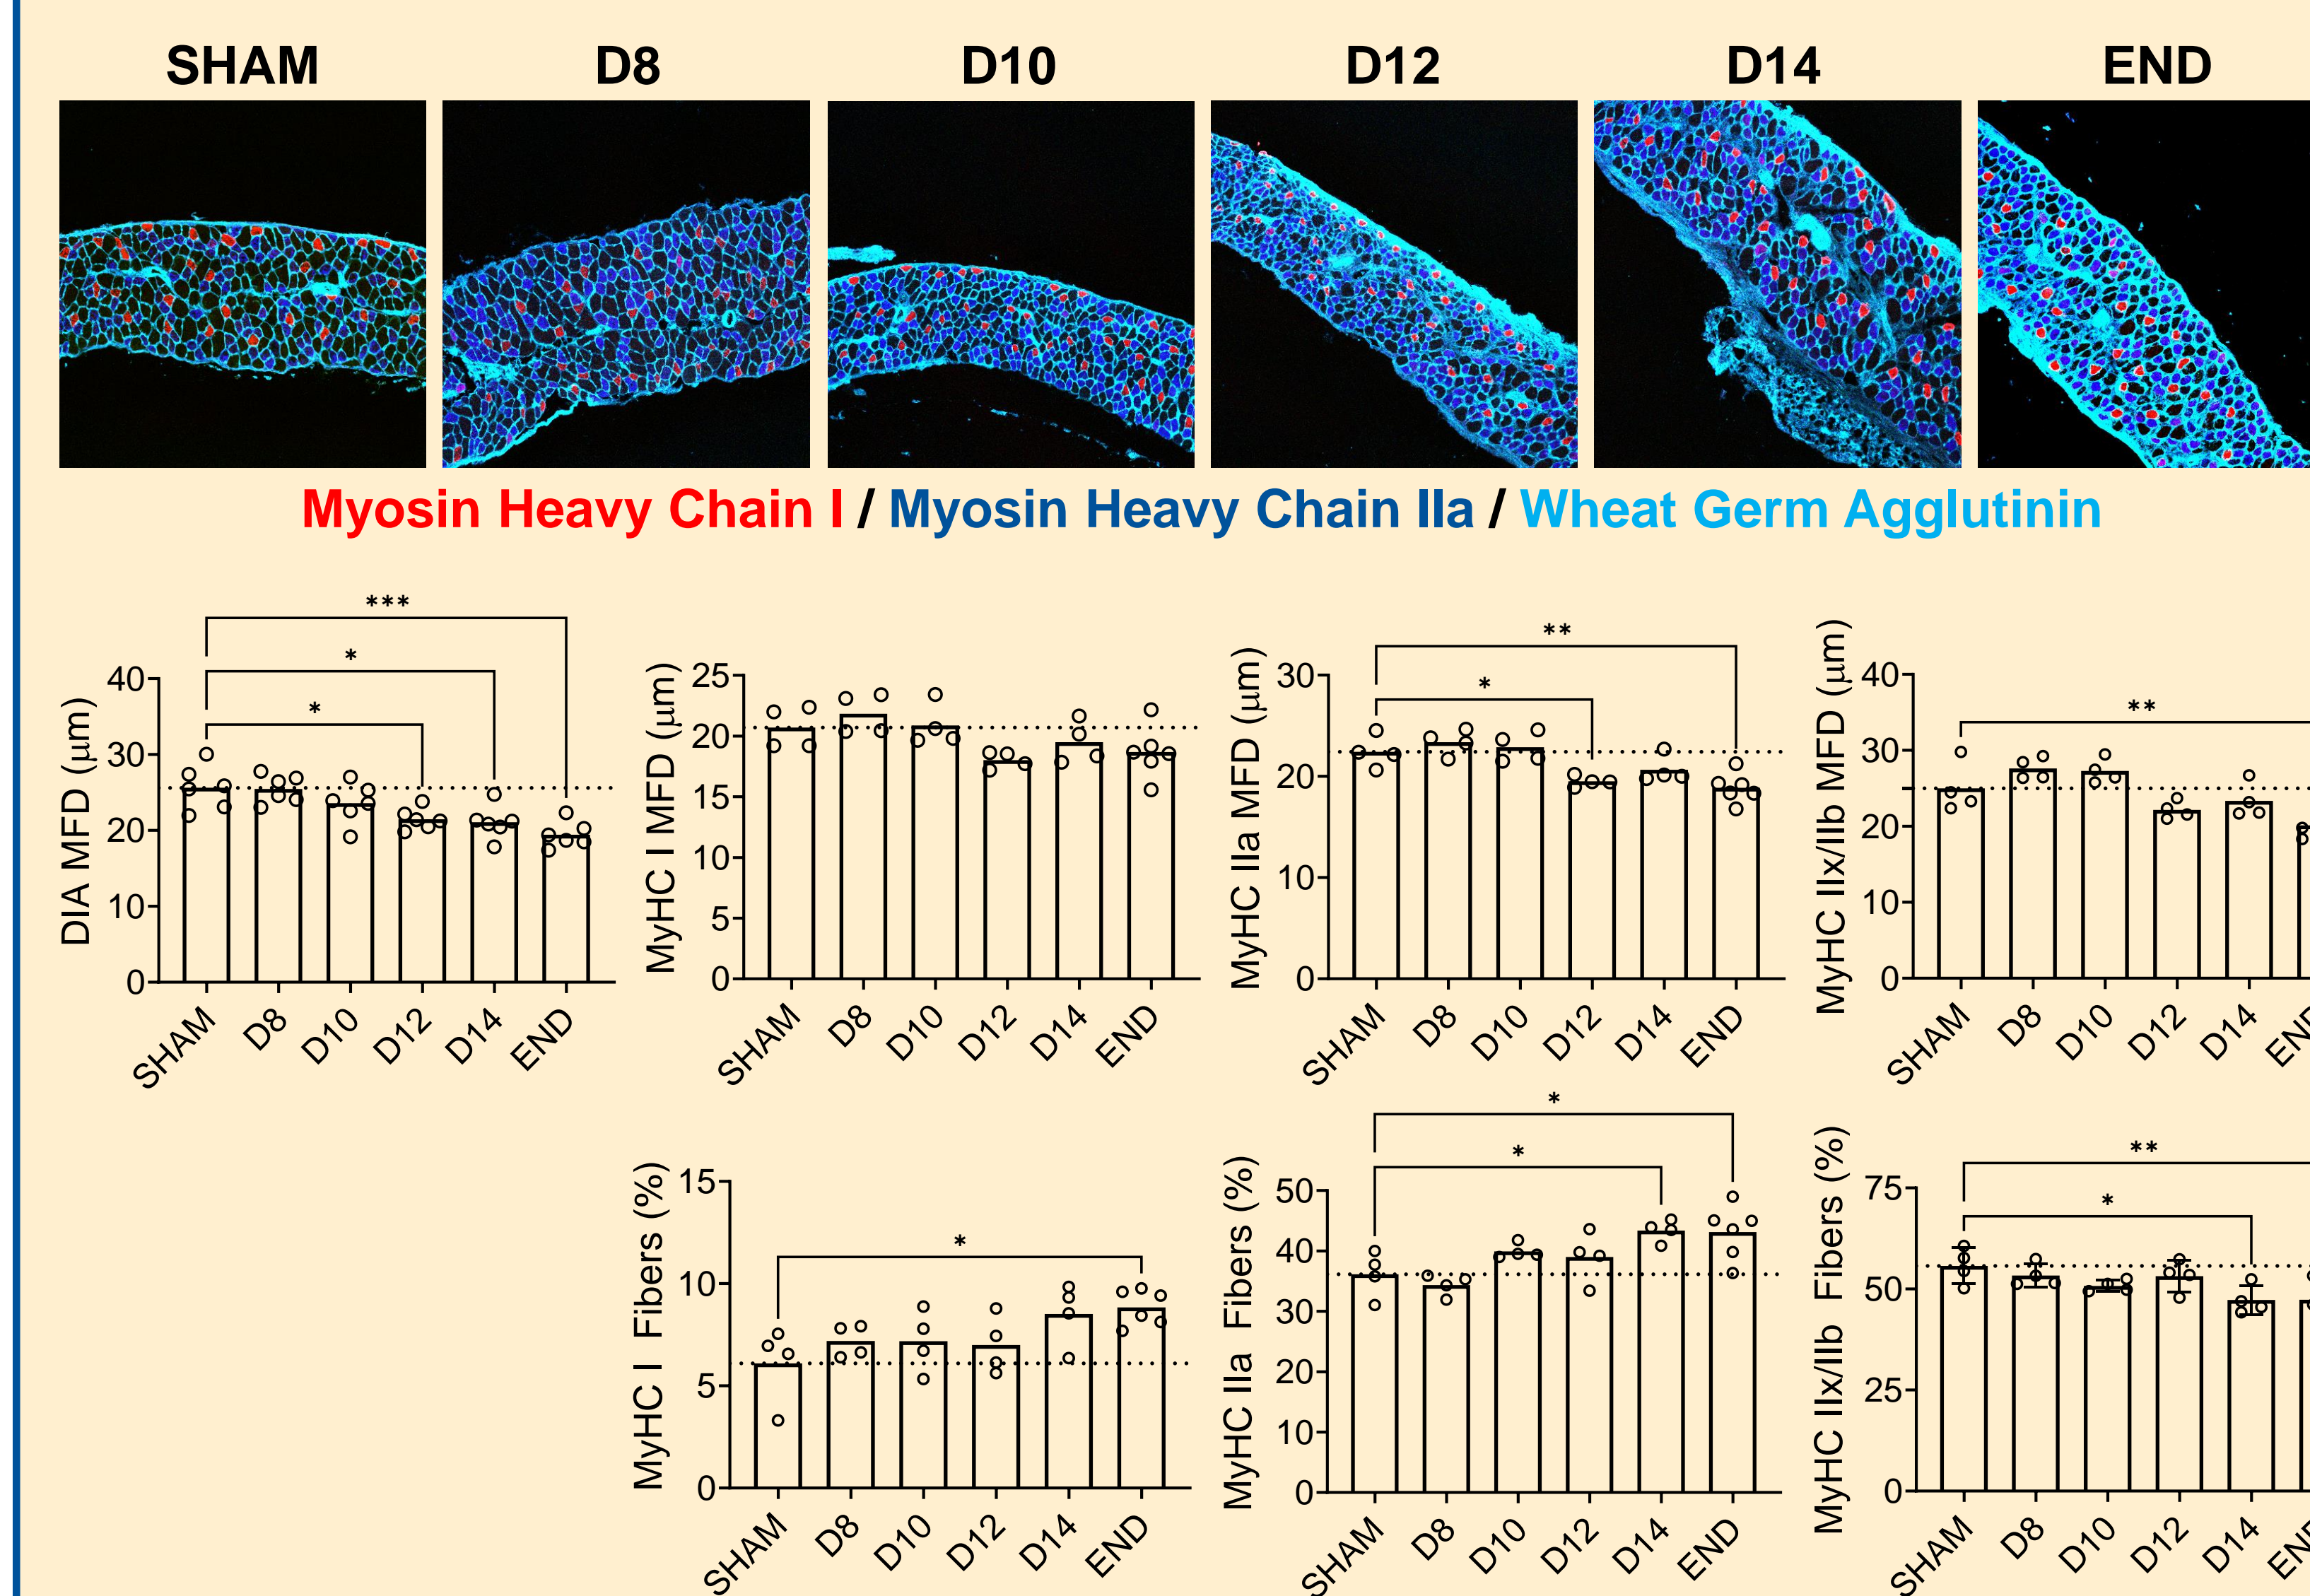 SHAM D8 D10 D12 D14 END
Myosin Heavy Chain I / Myosin Heavy Chain IIa / Wheat Germ Agglutinin
DIA MFD (μm)
40
30
20
10
0
***
*
*
SHAM D8 D10 D12 D14 END
MyHC I MFD (μm)
25
20
15
10
5
0
SHAM D8 D10 D12 D14 END
MyHC IIa MFD (μm)
30
20
10
0
**
*
SHAM D8 D10 D12 D14 END
MyHC IIx/IIb MFD (μm)
40
30
20
10
0
**
SHAM D8 D10 D12 D14
MyHC I Fibers (%)
15
10
5
0
*
SHAM D8 D10 D12 D14 END
MyHC IIa Fibers (%)
50
40
30
20
10
0
*
*
SHAM D8 D10 D12 D14 END
MyHC IIx/IIb Fibers (%)
75
50
25
0
**
*
SHAM D8 D10 D12 D14